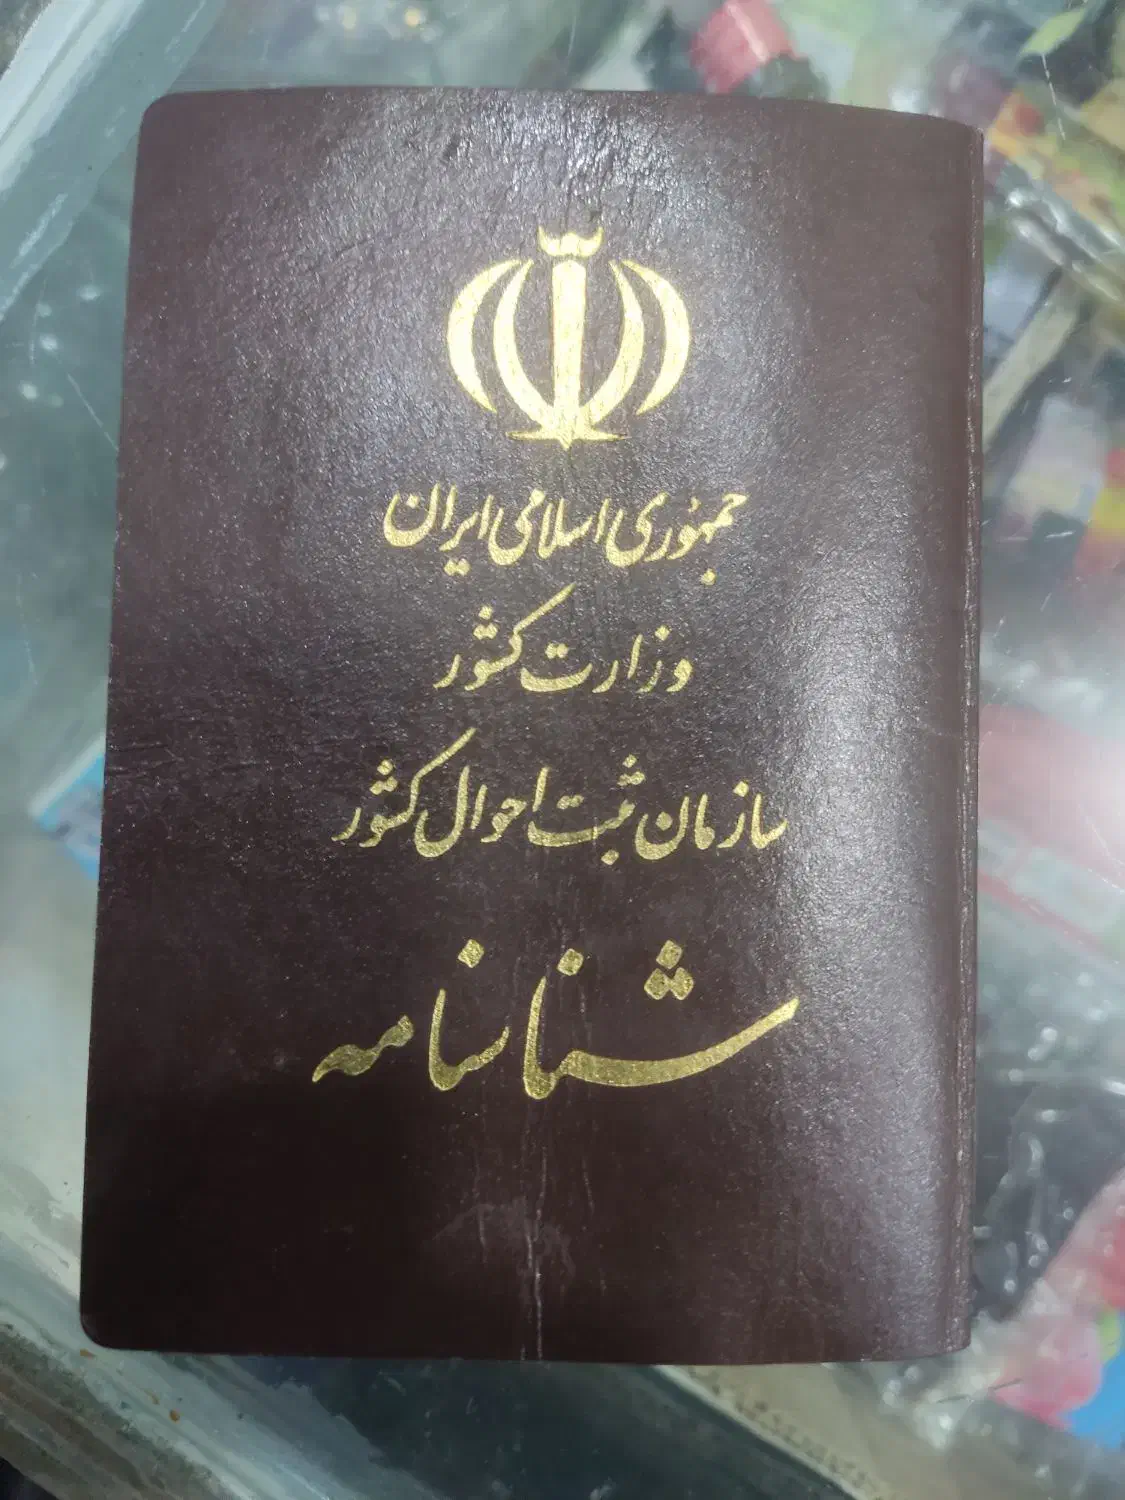 جمهوری اسلامی ایران
وزارت کشور
سازمان ثبت احوال کشور
شناسنامه